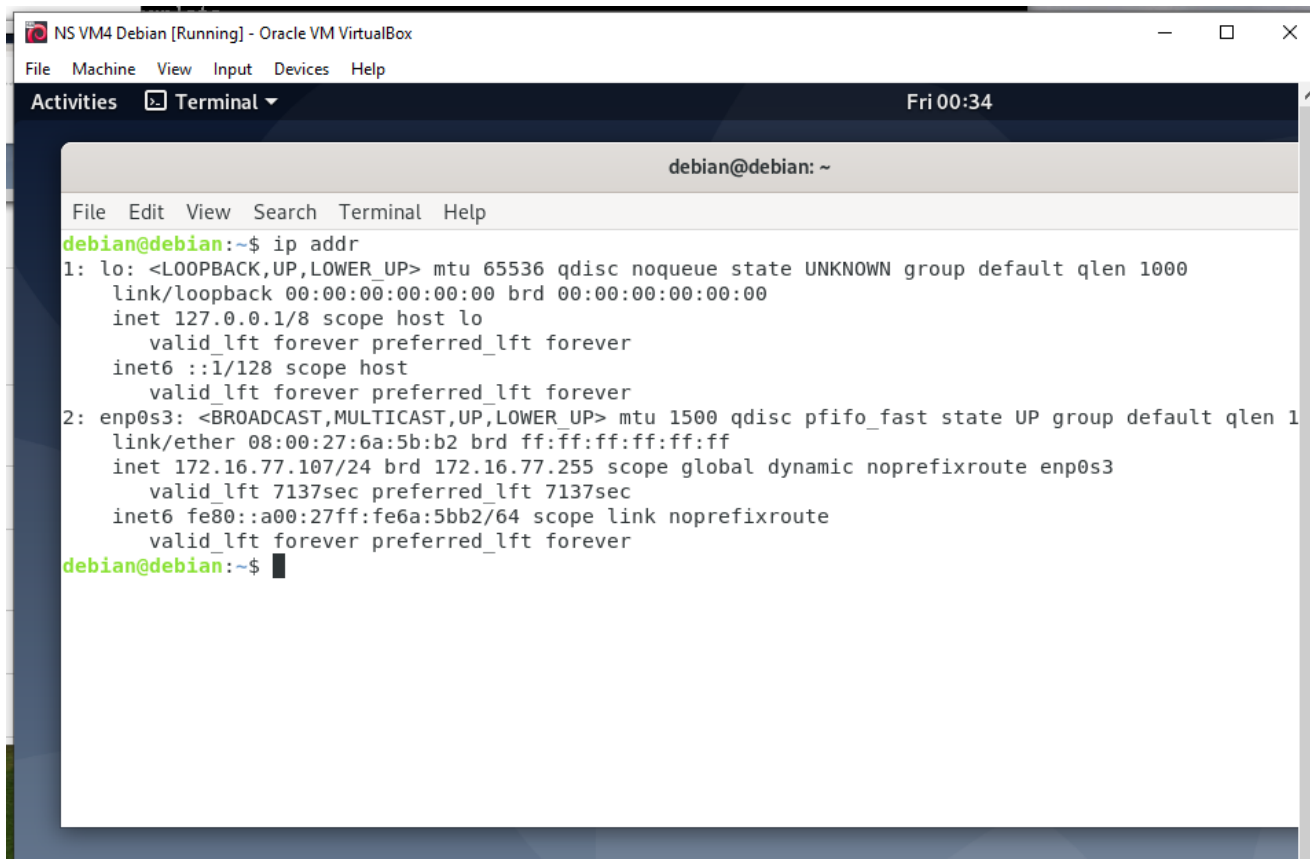 NS VM4 Debian [Running] - Oracle VM VirtualBox
File Machine View Input Devices Help
Activities Terminal Fri 00:34
debian@debian: ~
File Edit View Search Terminal Help
debian@debian:~$ ip addr
1: lo: <LOOPBACK,UP,LOWER_UP> mtu 65536 qdisc noqueue state UNKNOWN group default qlen 1000
    link/loopback 00:00:00:00:00:00 brd 00:00:00:00:00:00
    inet 127.0.0.1/8 scope host lo
       valid_lft forever preferred_lft forever
    inet6 ::1/128 scope host
       valid_lft forever preferred_lft forever
2: enp0s3: <BROADCAST,MULTICAST,UP,LOWER_UP> mtu 1500 qdisc pfifo_fast state UP group default qlen 1
    link/ether 08:00:27:6a:5b:b2 brd ff:ff:ff:ff:ff:ff
    inet 172.16.77.107/24 brd 172.16.77.255 scope global dynamic noprefixroute enp0s3
       valid_lft 7137sec preferred_lft 7137sec
    inet6 fe80::a00:27ff:fe6a:5bb2/64 scope link noprefixroute
       valid_lft forever preferred_lft forever
debian@debian:~$